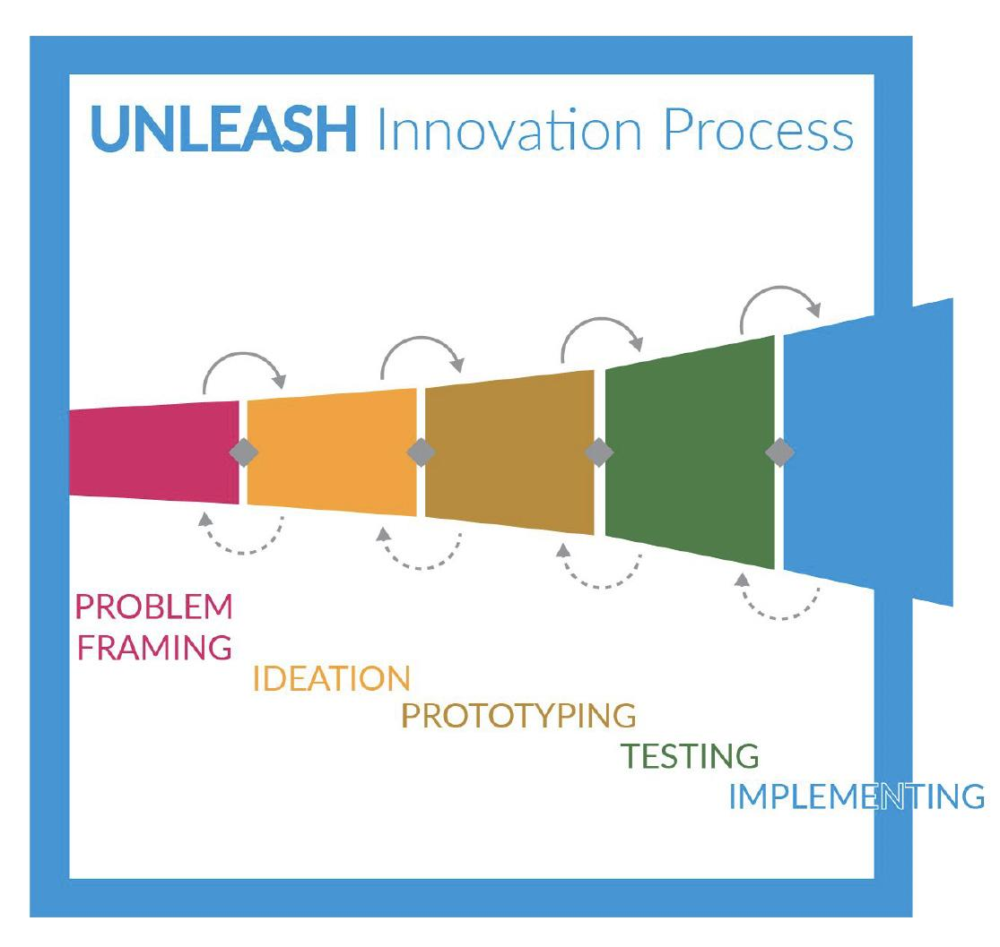 UNLEASH Innovation Process
PROBLEM
FRAMING
IDEATION
PROTOTYPING
TESTING
IMPLEMENTING